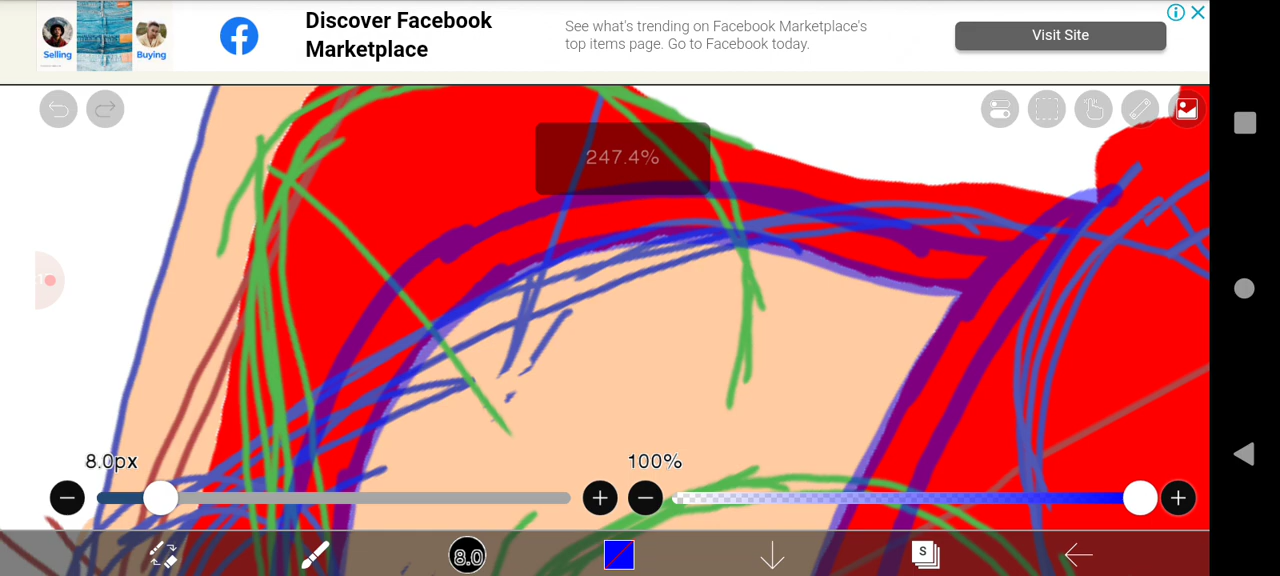 Selling
Buying
Discover Facebook
Marketplace
See what's trending on Facebook Marketplace's
top items page. Go to Facebook today.
Visit Site
247.4%
8.0px
100%
8.0
S